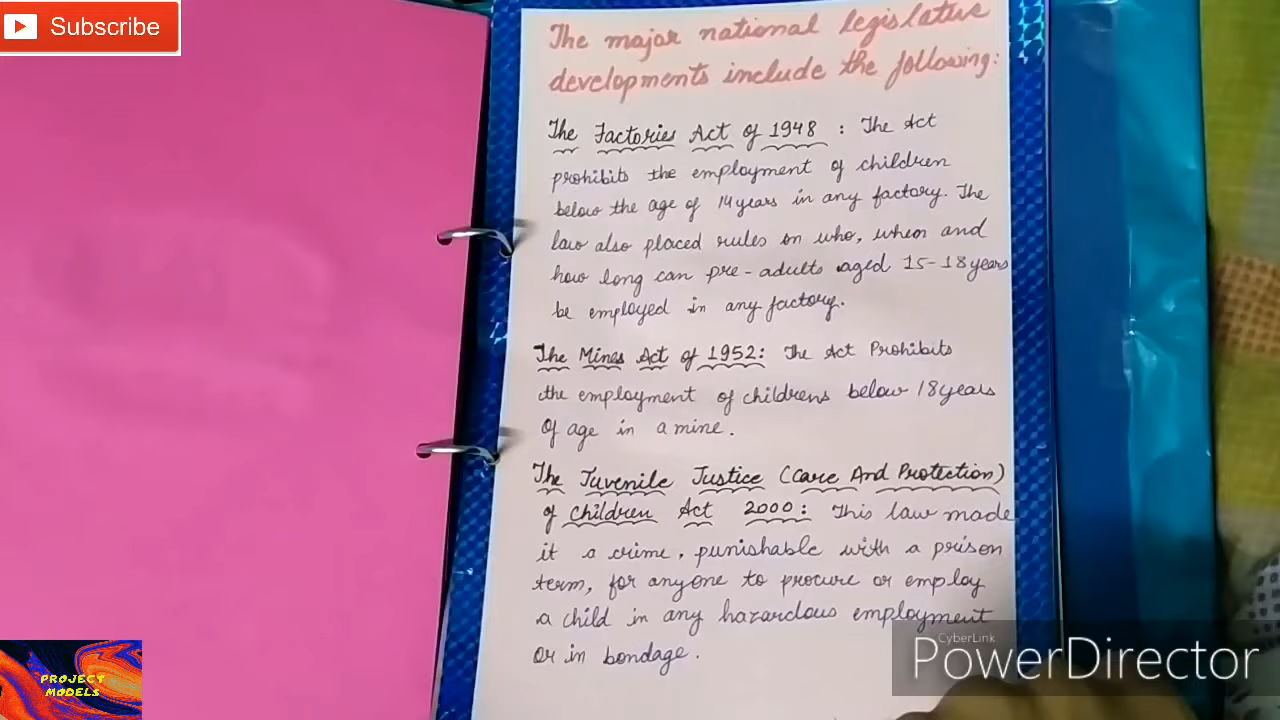 Subscribe
The major national legislative
developments include the following:
The Factories Act of 1948 : The Act
prohibits the employment of children
below the age of 14 years in any factory. The
law also placed rules on who, when and
how long can pre-adults aged 15-18 years
be employed in any factory.
The Mines Act of 1952: The Act Prohibits
the employment of childrens below 18 years
Of age in a mine.
The Juvenile Justice (Care And Protection)
of Children Act 2000: This law made
it a crime, punishable with a prison
term, for anyone to procure or employ
a child in any hazardous employment
or in bondage.
CyberLink
PowerDirector
PROJECT
MODELS